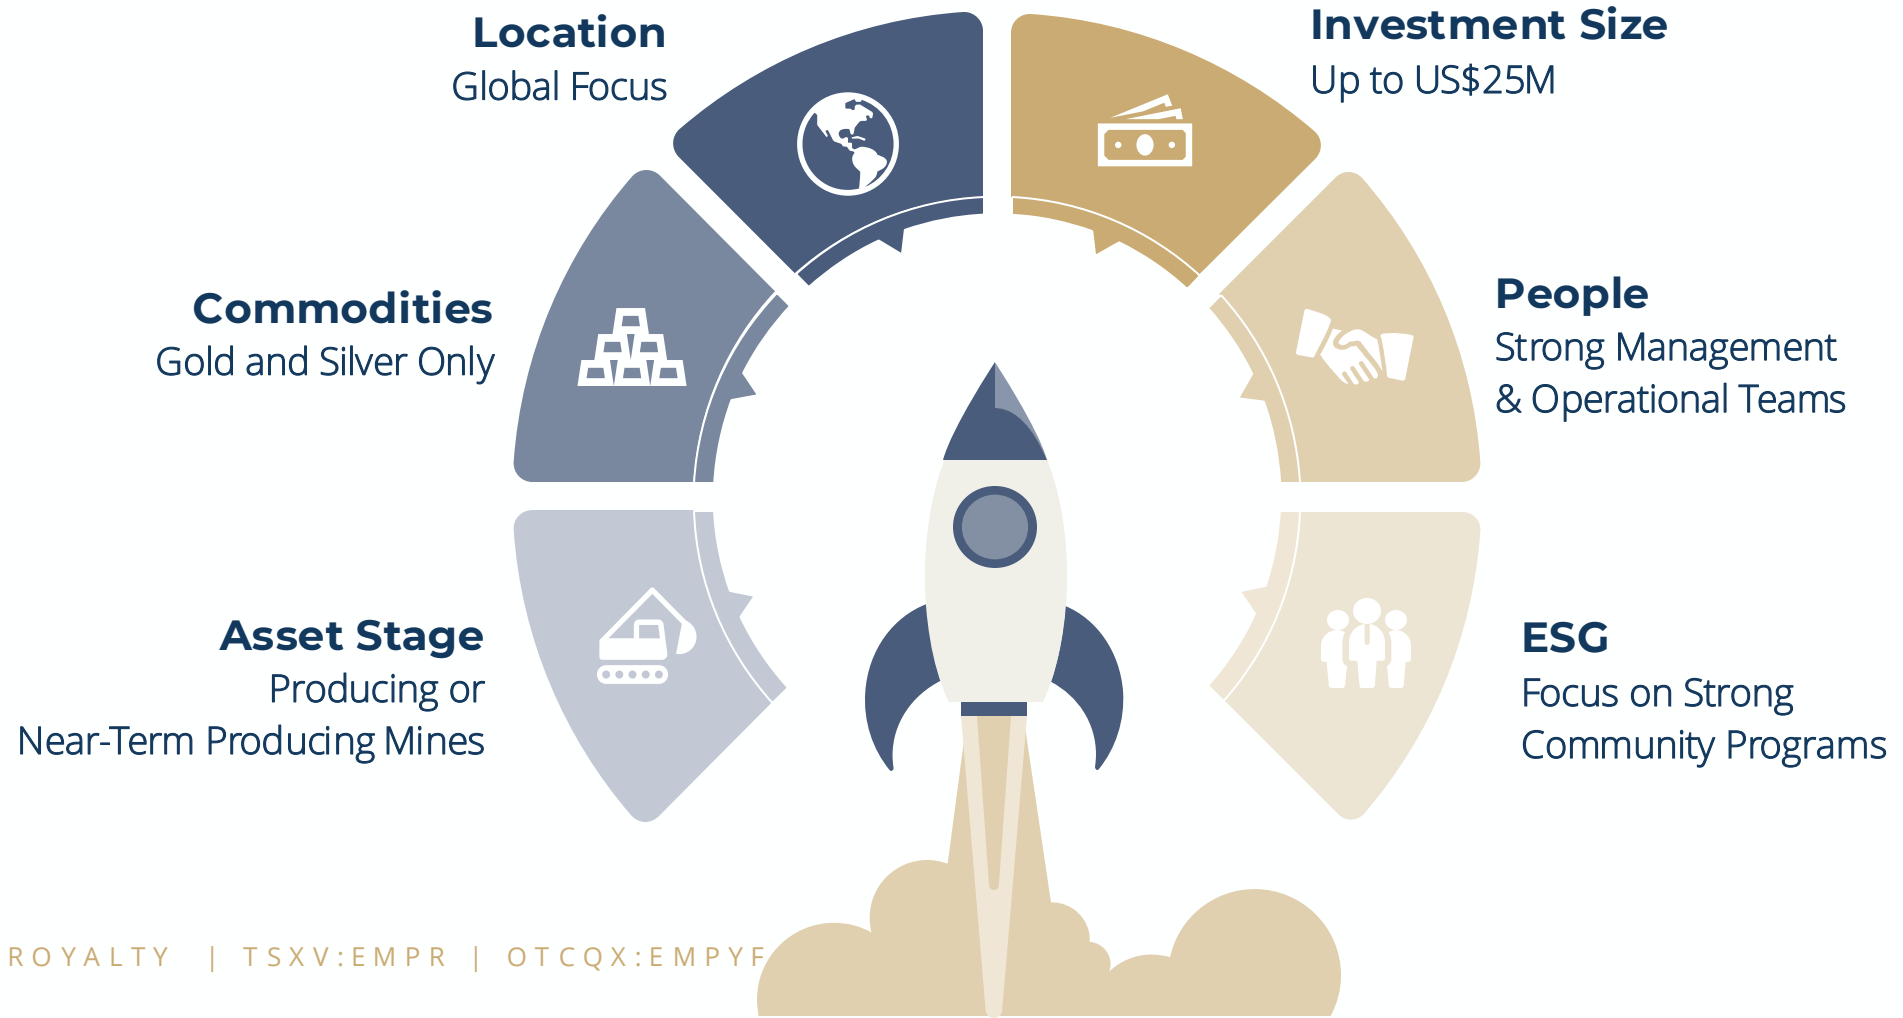 Location
Global Focus
Investment Size
Up to US$25M
Commodities
Gold and Silver Only
People
Strong Management
& Operational Teams
Asset Stage
Producing or
Near-Term Producing Mines
ESG
Focus on Strong
Community Programs
ROYALTY | TSXV:EMPR | OTCQX:EMPYF